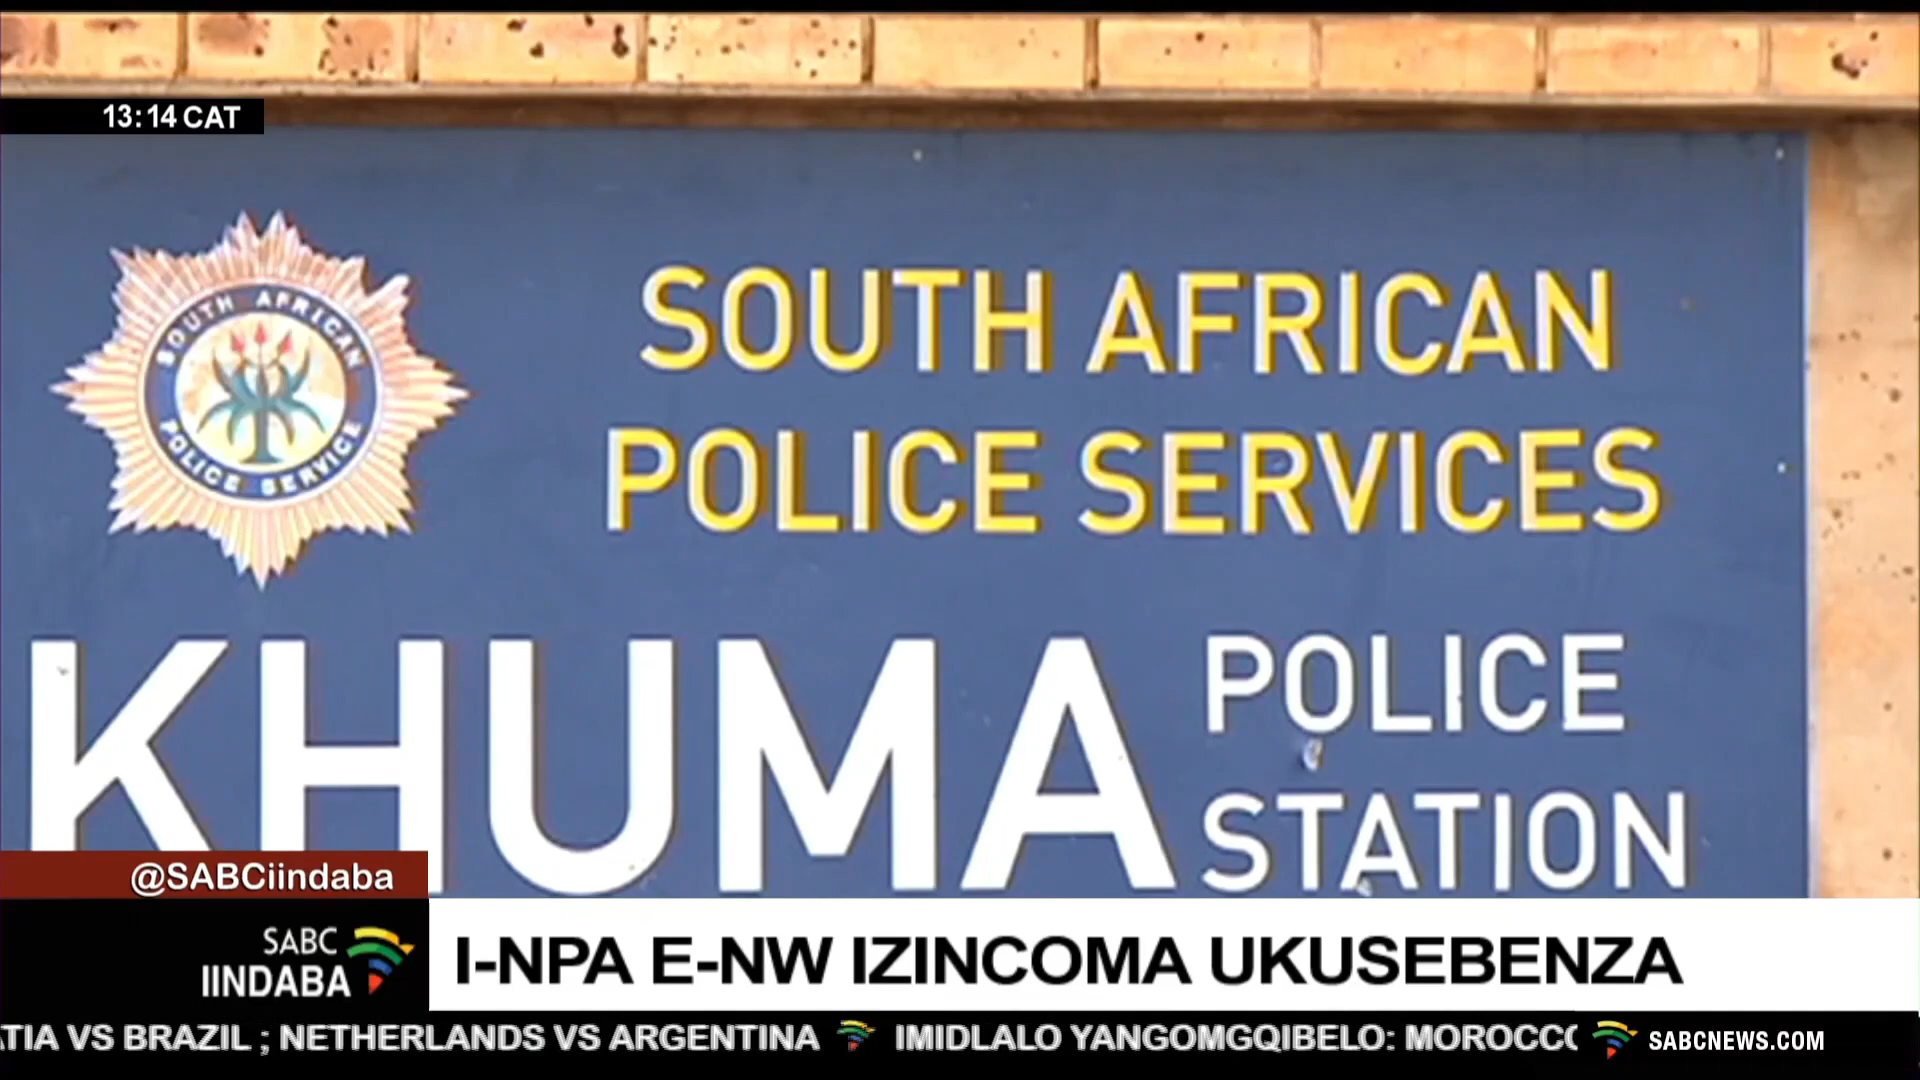 13:14 CAT
SOUTH AFRICAN
POLICE SERVICE
SOUTH AFRICAN
POLICE SERVICES
KHUMA POLICE
STATION
@SABCiindaba
SABC
IINDABA
I-NPA E-NW IZINCOMA UKUSEBENZA
TIA VS BRAZIL ; NETHERLANDS VS ARGENTINA IMIDLALO YANGOMGQIBELO: MOROCCO
SABCNEWS.COM